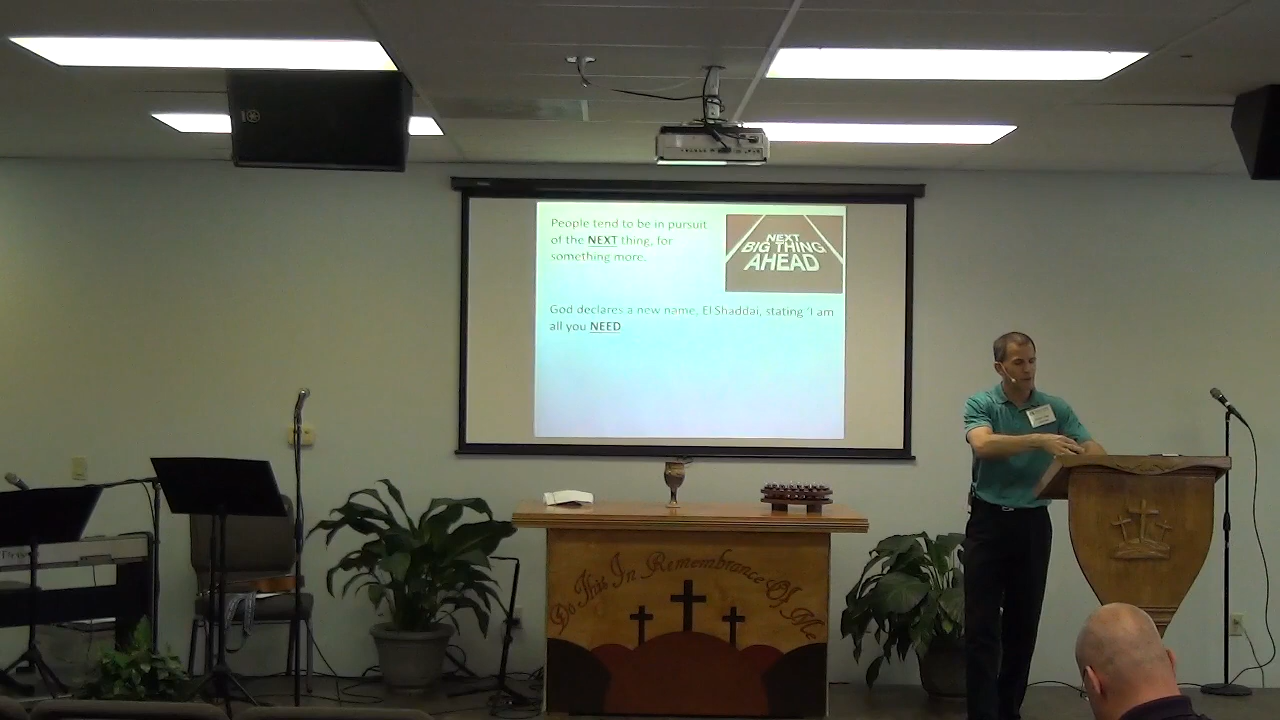 People tend to be in pursuit
of the NEXT thing, for
something more.
NEXT
BIG THING
AHEAD
God declares a new name, El Shaddai, stating 'I am
all you NEED
Do This In Remembrance Of Me